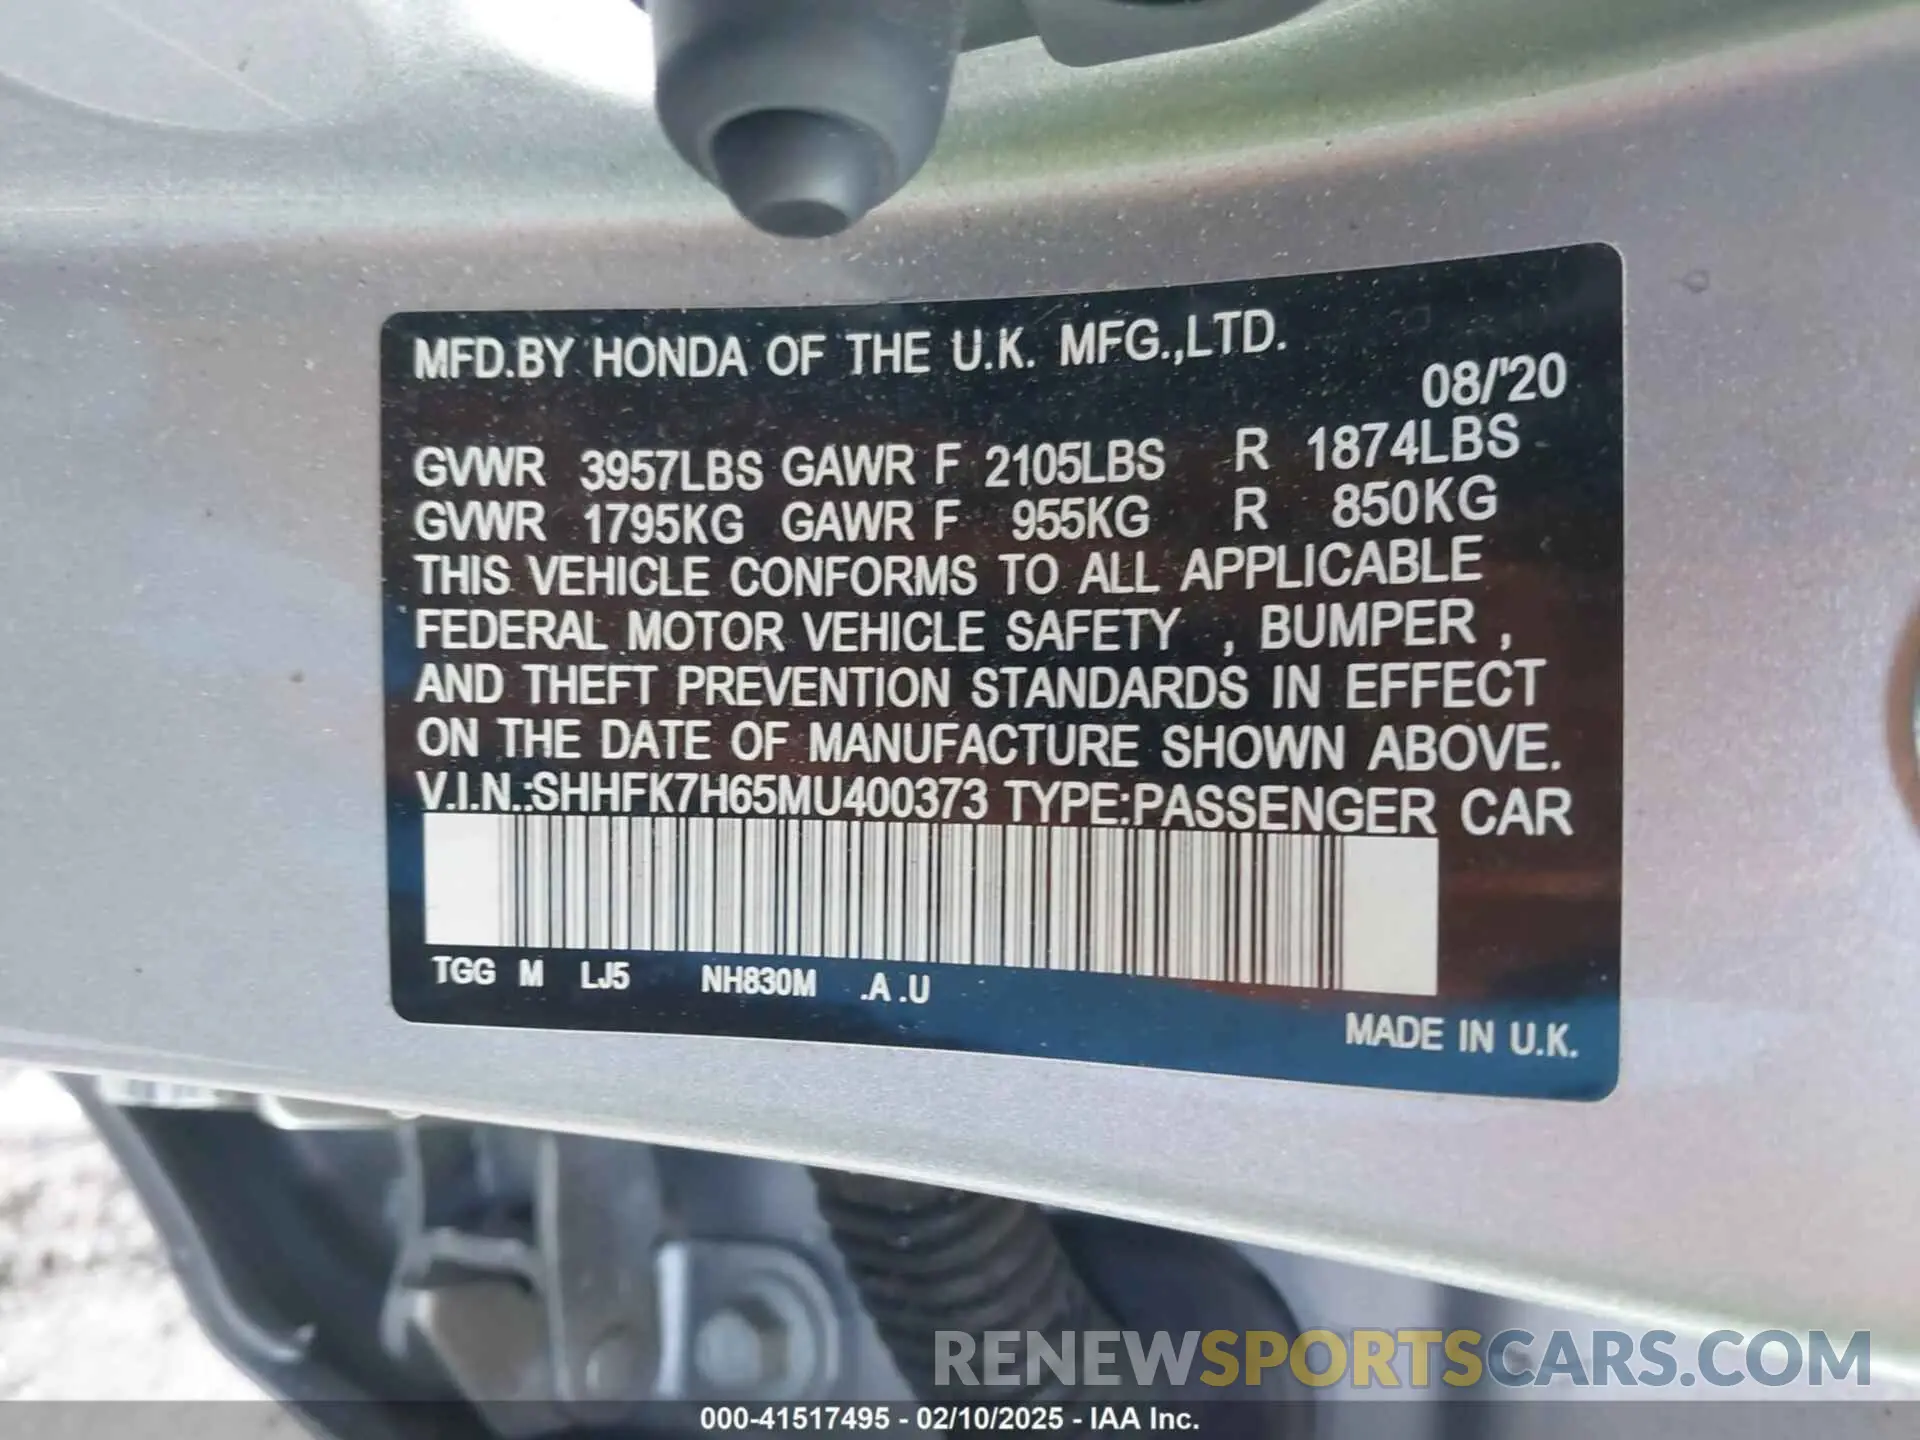 MFD.BY HONDA OF THE U.K. MFG.,LTD.
08/'20
GVWR 3957LBS GAWR F 2105LBS R 1874LBS
GVWR 1795KG GAWR F 955KG R 850KG
THIS VEHICLE CONFORMS TO ALL APPLICABLE
FEDERAL MOTOR VEHICLE SAFETY , BUMPER ,
AND THEFT PREVENTION STANDARDS IN EFFECT
ON THE DATE OF MANUFACTURE SHOWN ABOVE.
V.I.N.:SHHFK7H65MU400373 TYPE:PASSENGER CAR
TGG M LJ5 NH830M .A .U
MADE IN U.K.
RENEWSPORTSCARS.COM
000-41517495 - 02/10/2025 - IAA Inc.